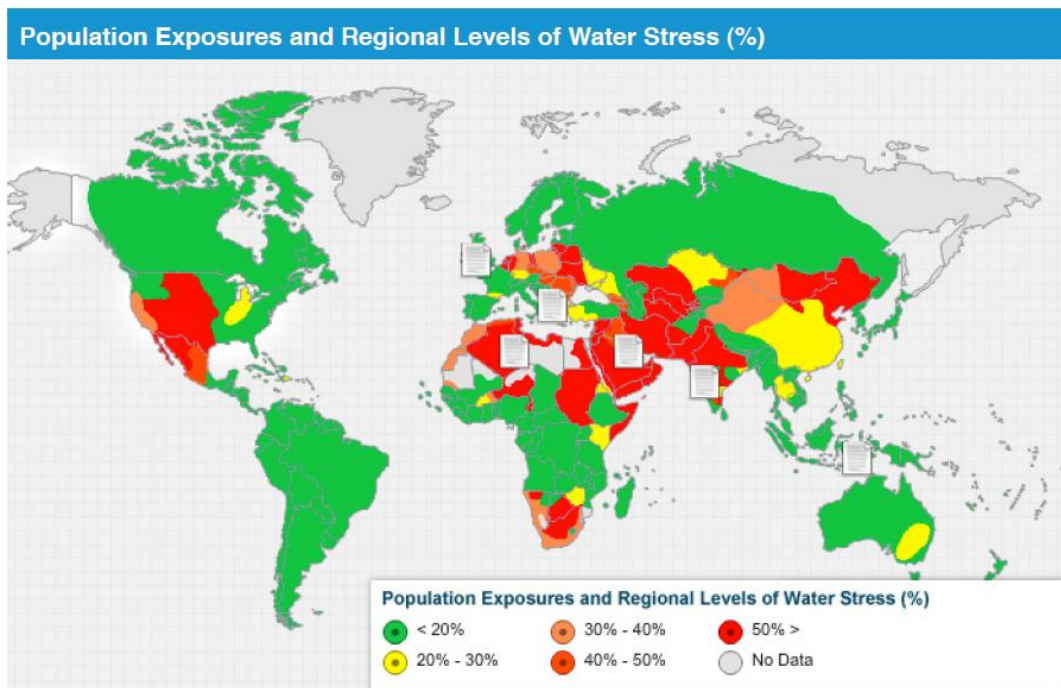 Population Exposures and Regional Levels of Water Stress (%)
Population Exposures and Regional Levels of Water Stress (%)
< 20%
30% - 40%
50% >
20% - 30%
40% - 50%
No Data